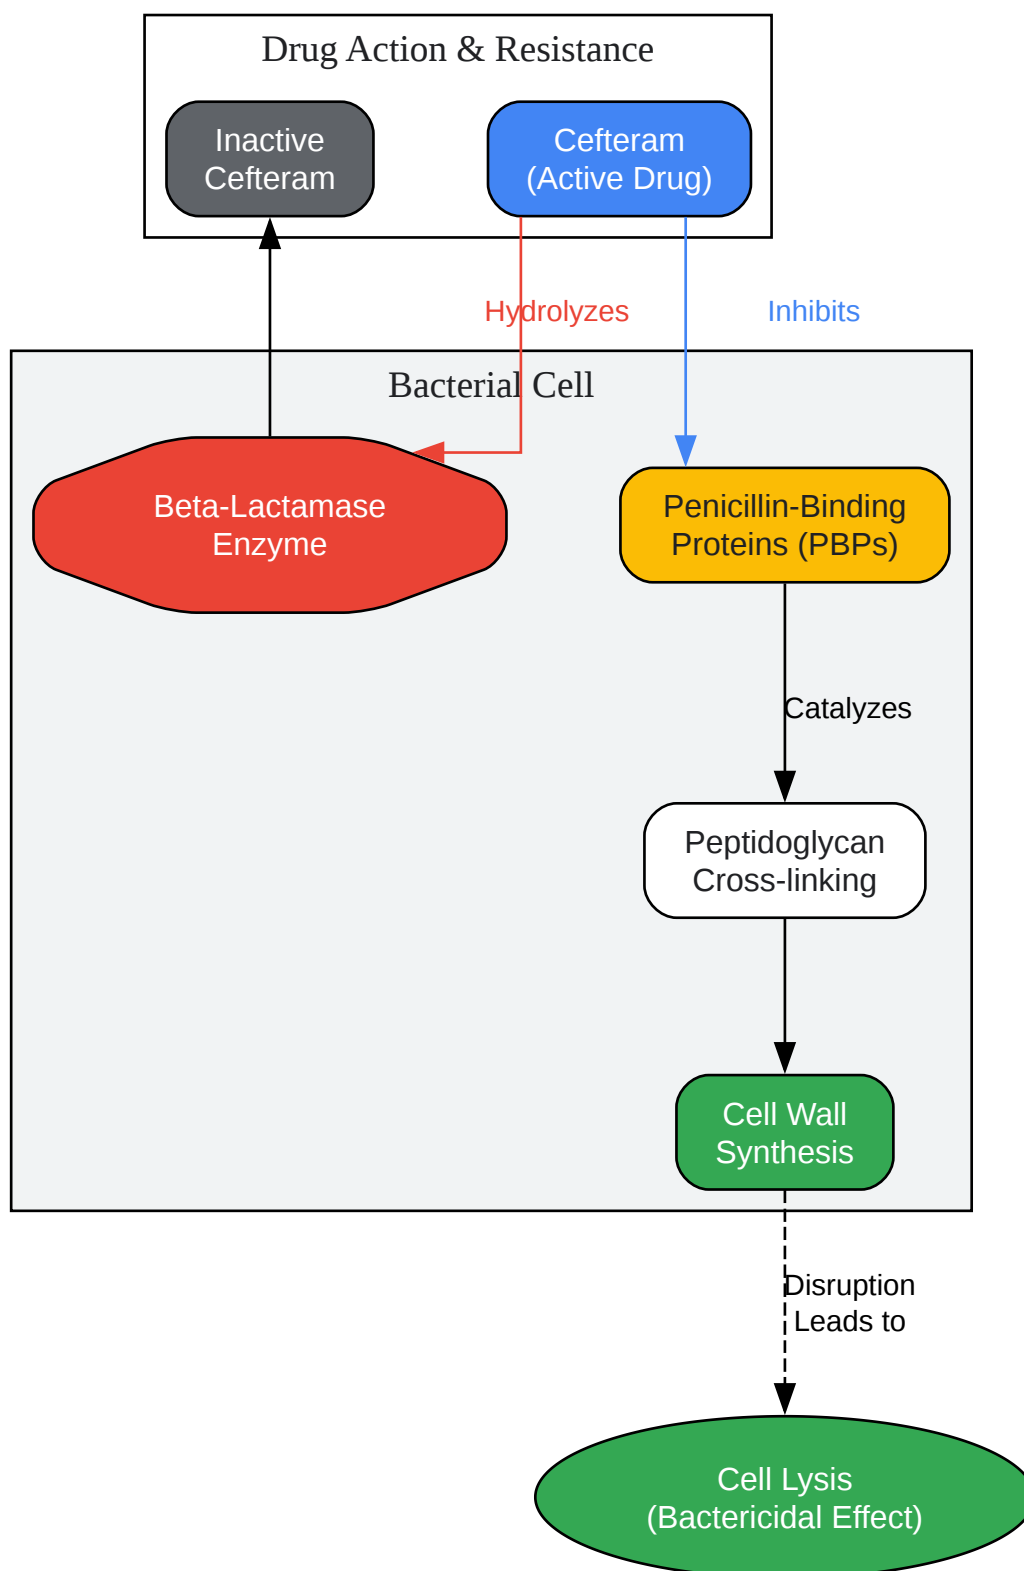 Drug Action & Resistance
Inactive
Cefteram
Cefteram
(Active Drug)
Hydrolyzes
Inhibits
Bacterial Cell
Beta-Lactamase
Enzyme
Penicillin-Binding
Proteins (PBPs)
Catalyzes
Peptidoglycan
Cross-linking
Cell Wall
Synthesis
Disruption
Leads to
Cell Lysis
(Bactericidal Effect)